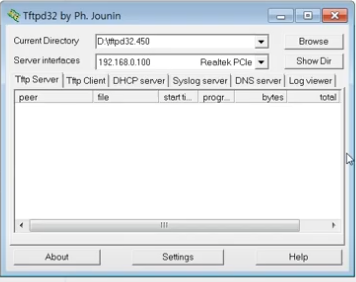 Tftpd32 by Ph. Jounin
Current Directory D:\tftpd32.450 Browse
Server interfaces 192.168.0.100 Realtek PCIe Show Dir
Tftp Server Tftp Client DHCP server Syslog server DNS server Log viewer
peer file start ti... progr... bytes total
About Settings Help